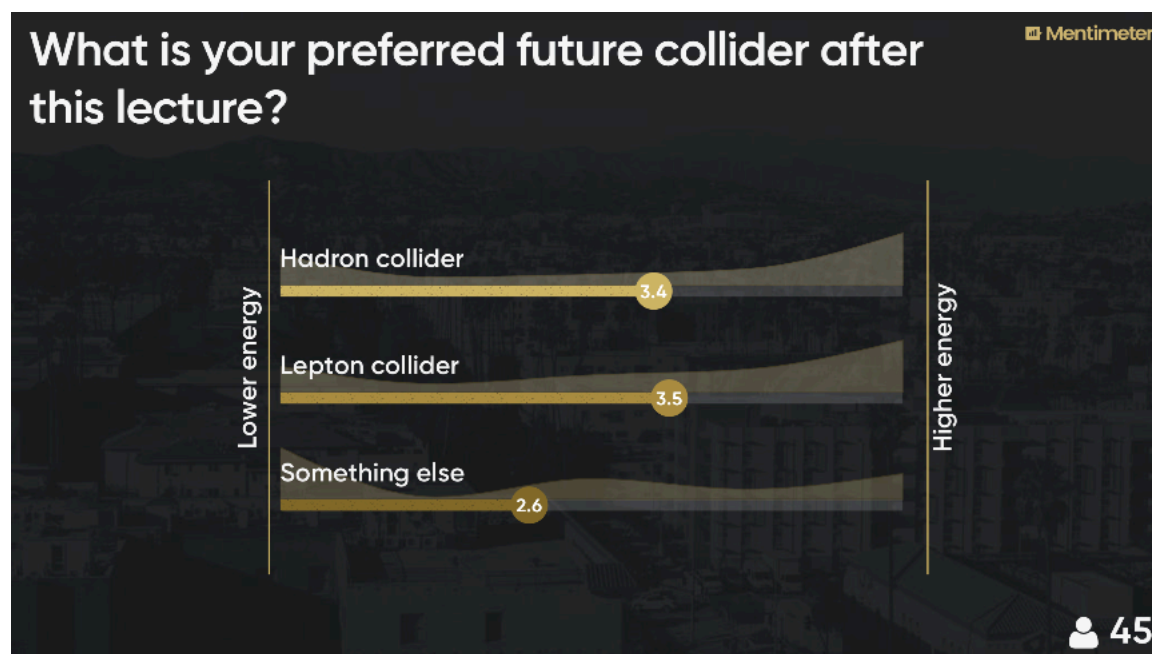 What is your preferred future collider after
this lecture?
Mentimeter
Lower energy
Hadron collider
3.4
Lepton collider
3.5
Something else
2.6
Higher energy
45